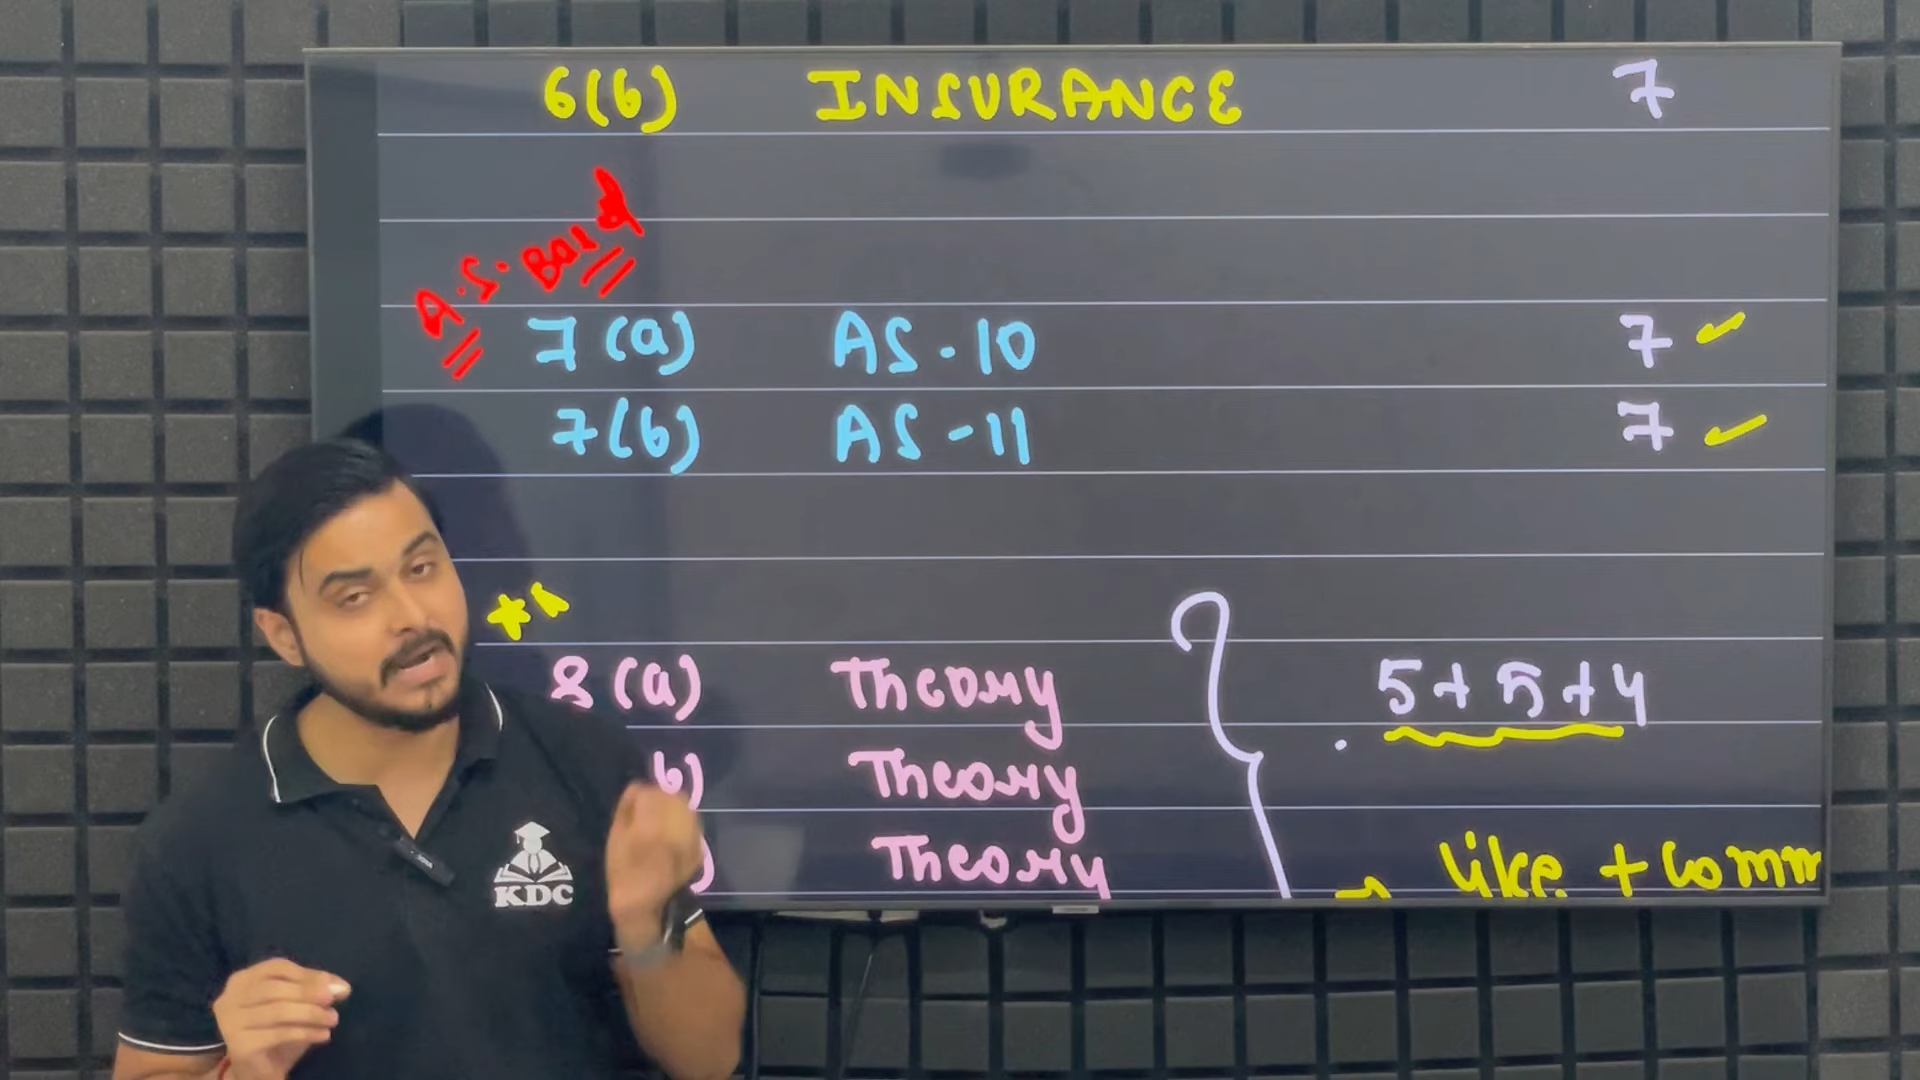 6(b) INSURANCE 7
A.S. Based
7(a) AS-10 7
7(b) AS-11 7
8(a) Theory 5+5+4
b) Theory
) Theory
Like + Comm
KDC